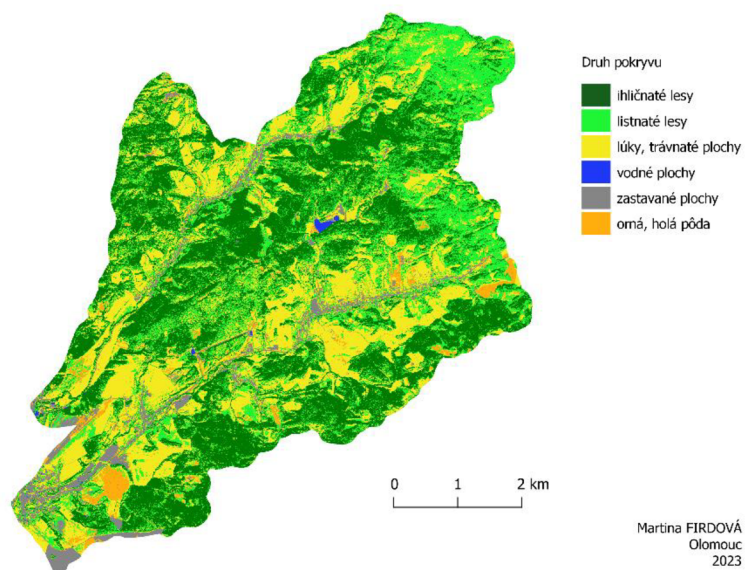 Druh pokryvu
ihličnaté lesy
listnaté lesy
lúky, trávnaté plochy
vodné plochy
zastavané plochy
orná, holá pôda
0 1 2 km
Martina FIRDOVÁ
Olomouc
2023